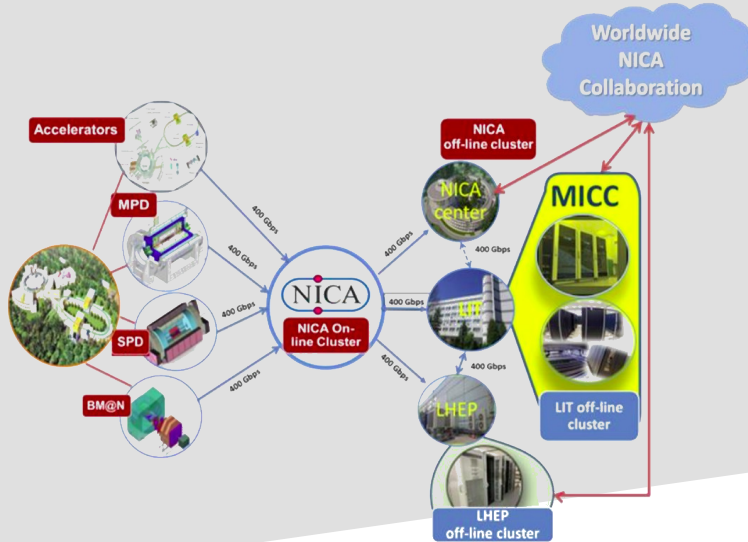 Worldwide
NICA
Collaboration
Accelerators
NICA
off-line cluster
MPD
NICA
center
MICC
400 Gbps
400 Gbps
400 Gbps
400 Gbps
NICA
NICA On-
line Cluster
400 Gbps
400 Gbps
LIT
SPD
400 Gbps
400 Gbps
400 Gbps
400 Gbps
BM@N
LHEP
LIT off-line
cluster
LHEP
off-line cluster